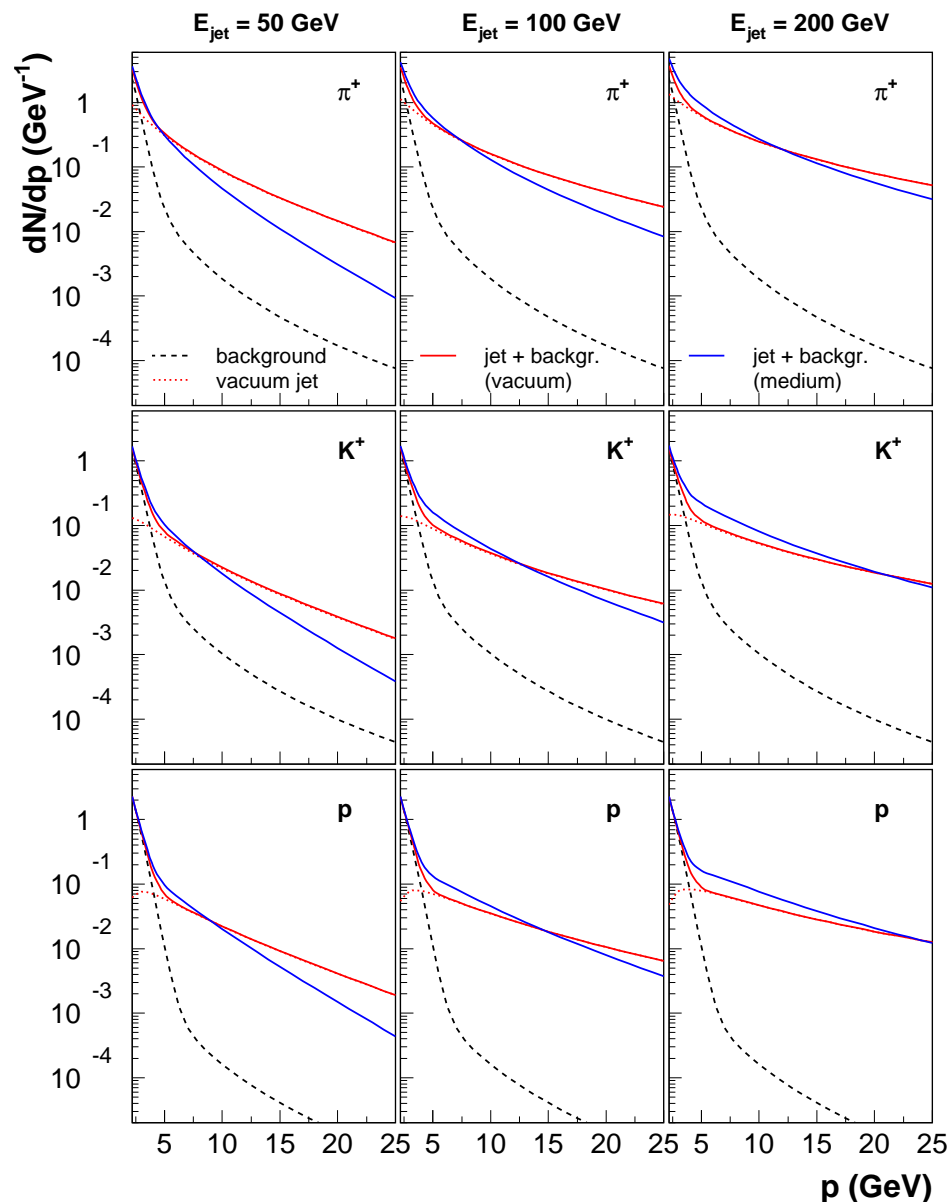 E_jet = 50 GeV E_jet = 100 GeV E_jet = 200 GeV
dN/dp (GeV⁻¹)
π⁺ π⁺ π⁺
1
10⁻¹
10⁻²
10⁻³
10⁻⁴
background
vacuum jet
jet + backgr.
(vacuum)
jet + backgr.
(medium)
K⁺ K⁺ K⁺
1
10⁻¹
10⁻²
10⁻³
10⁻⁴
p p p
1
10⁻¹
10⁻²
10⁻³
10⁻⁴
5 10 15 20 25 5 10 15 20 25 5 10 15 20 25
p (GeV)